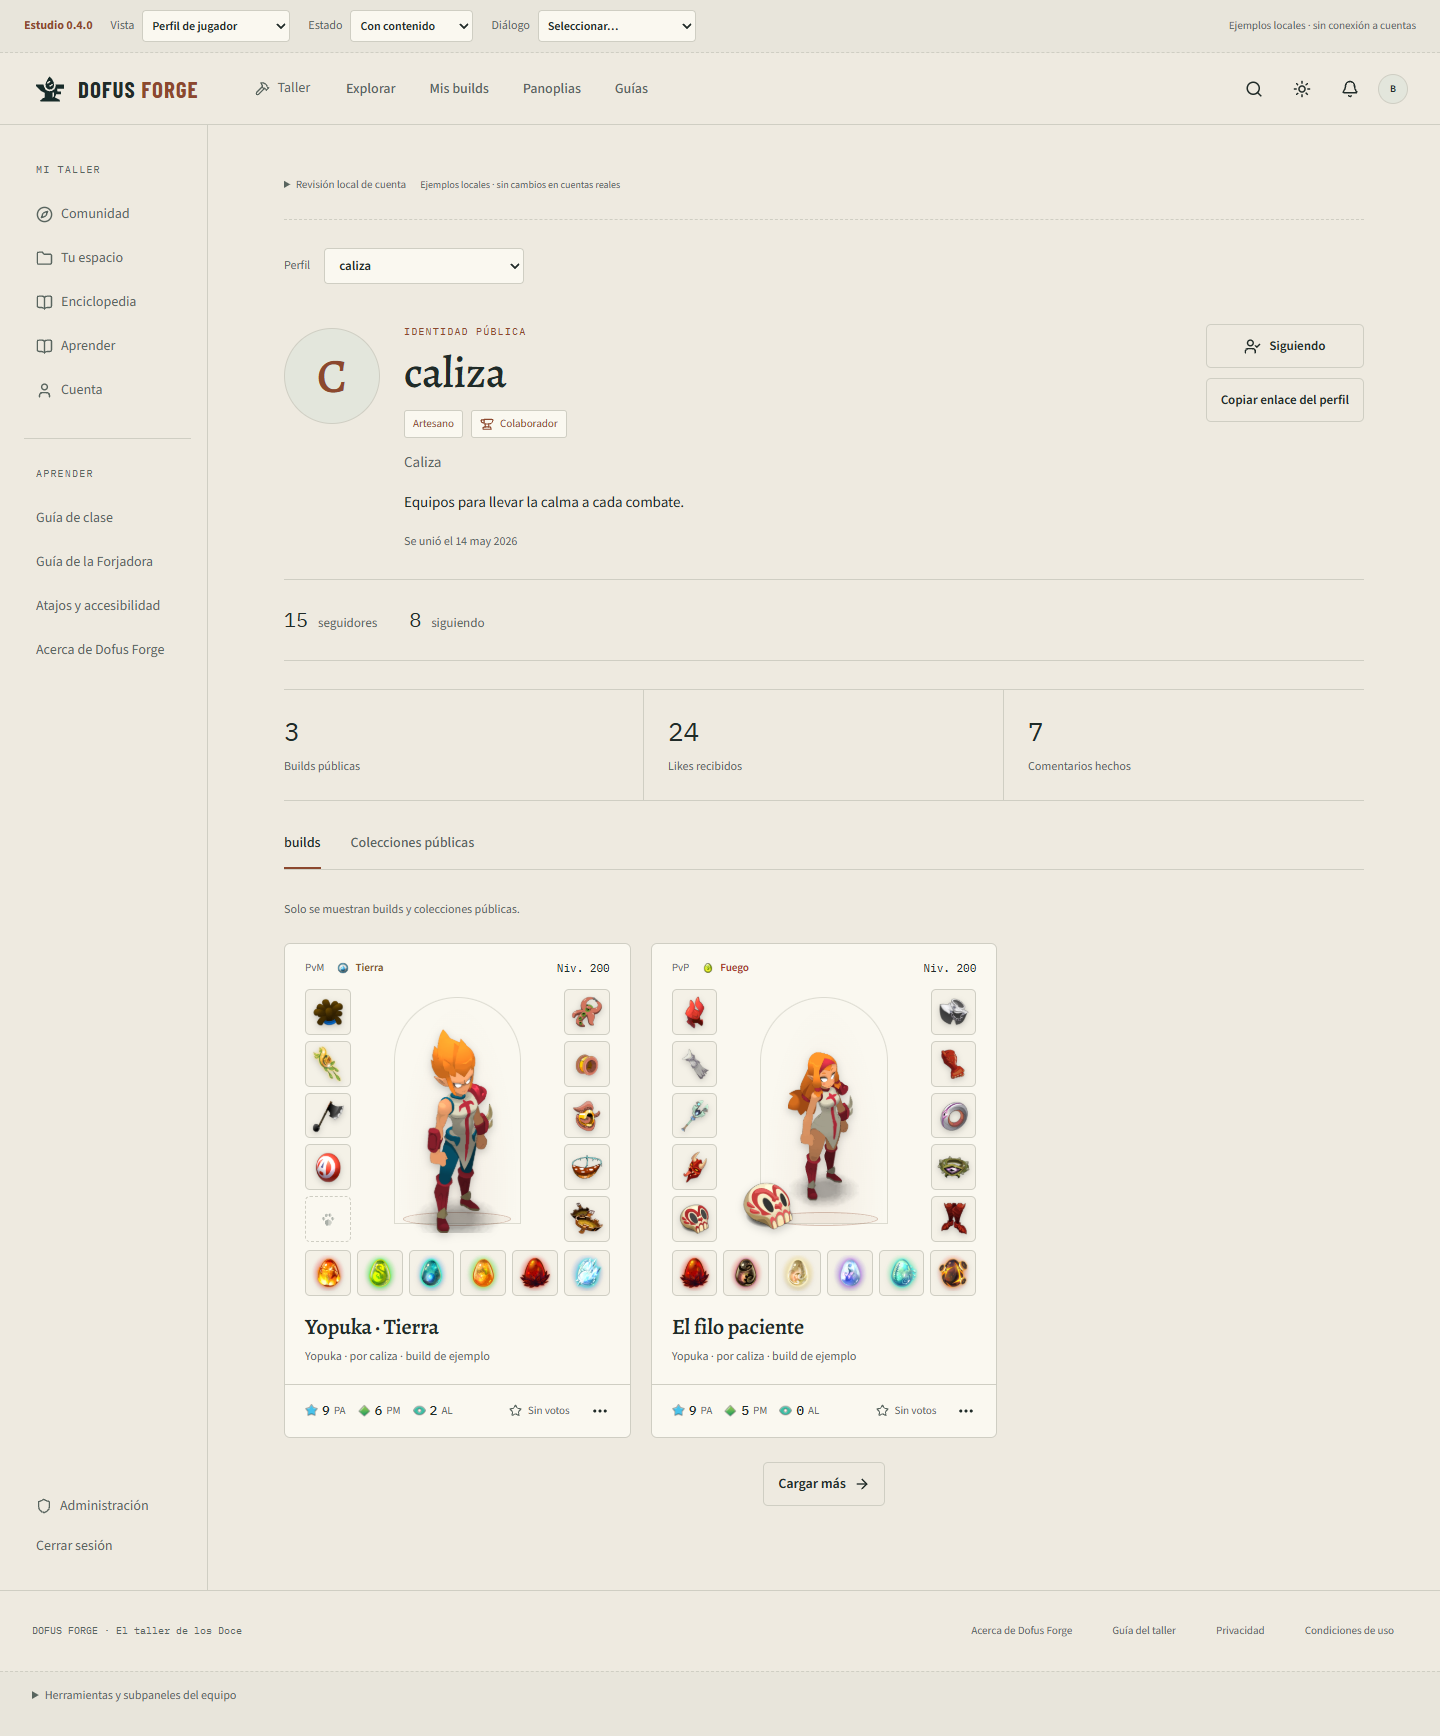 Estudio 0.4.0 Vista Perfil de jugador Estado Con contenido Diálogo Seleccionar... Ejemplos locales · sin conexión a cuentas
DOFUS FORGE Taller Explorar Mis builds Panoplias Guías B
MI TALLER
Comunidad
Tu espacio
Enciclopedia
Aprender
Cuenta
APRENDER
Guía de clase
Guía de la Forjadora
Atajos y accesibilidad
Acerca de Dofus Forge
Administración
Cerrar sesión
Revisión local de cuenta Ejemplos locales · sin cambios en cuentas reales
Perfil caliza
C
IDENTIDAD PÚBLICA
caliza
Artesano Colaborador
Caliza
Equipos para llevar la calma a cada combate.
Se unió el 14 may 2026
Siguiendo
Copiar enlace del perfil
15 seguidores 8 siguiendo
3
Builds públicas
24
Likes recibidos
7
Comentarios hechos
builds Colecciones públicas
Solo se muestran builds y colecciones públicas.
PvM Tierra Niv. 200
Yopuka · Tierra
Yopuka · por caliza · build de ejemplo
9 PA 6 PM 2 AL Sin votos
PvP Fuego Niv. 200
El filo paciente
Yopuka · por caliza · build de ejemplo
9 PA 5 PM 0 AL Sin votos
Cargar más
DOFUS FORGE · El taller de los Doce Acerca de Dofus Forge Guía del taller Privacidad Condiciones de uso
Herramientas y subpaneles del equipo